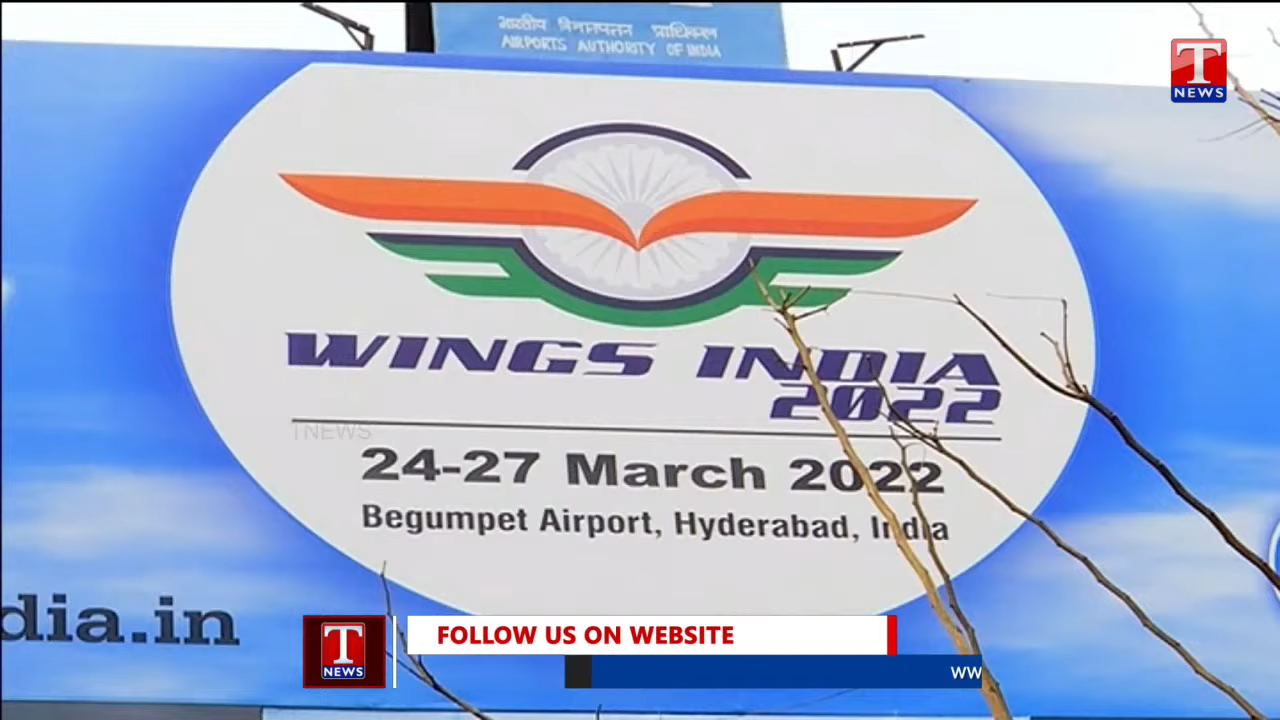 भारतीय विमानपत्तन प्राधिकरण
AIRPORTS AUTHORITY OF INDIA
T
NEWS
WINGS INDIA
2022
TNEWS
24-27 March 2022
Begumpet Airport, Hyderabad, India
dia.in
T
NEWS
FOLLOW US ON WEBSITE
WW